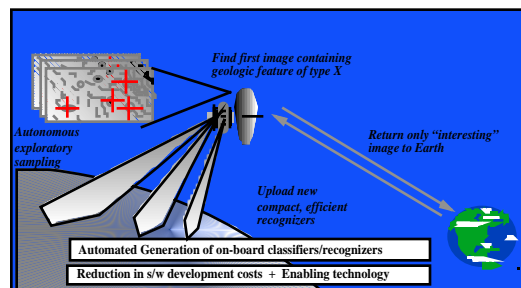 Find first image containing
geologic feature of type X
Autonomous
exploratory
sampling
Return only “interesting”
image to Earth
Upload new
compact, efficient
recognizers
Automated Generation of on-board classifiers/recognizers
Reduction in s/w development costs + Enabling technology